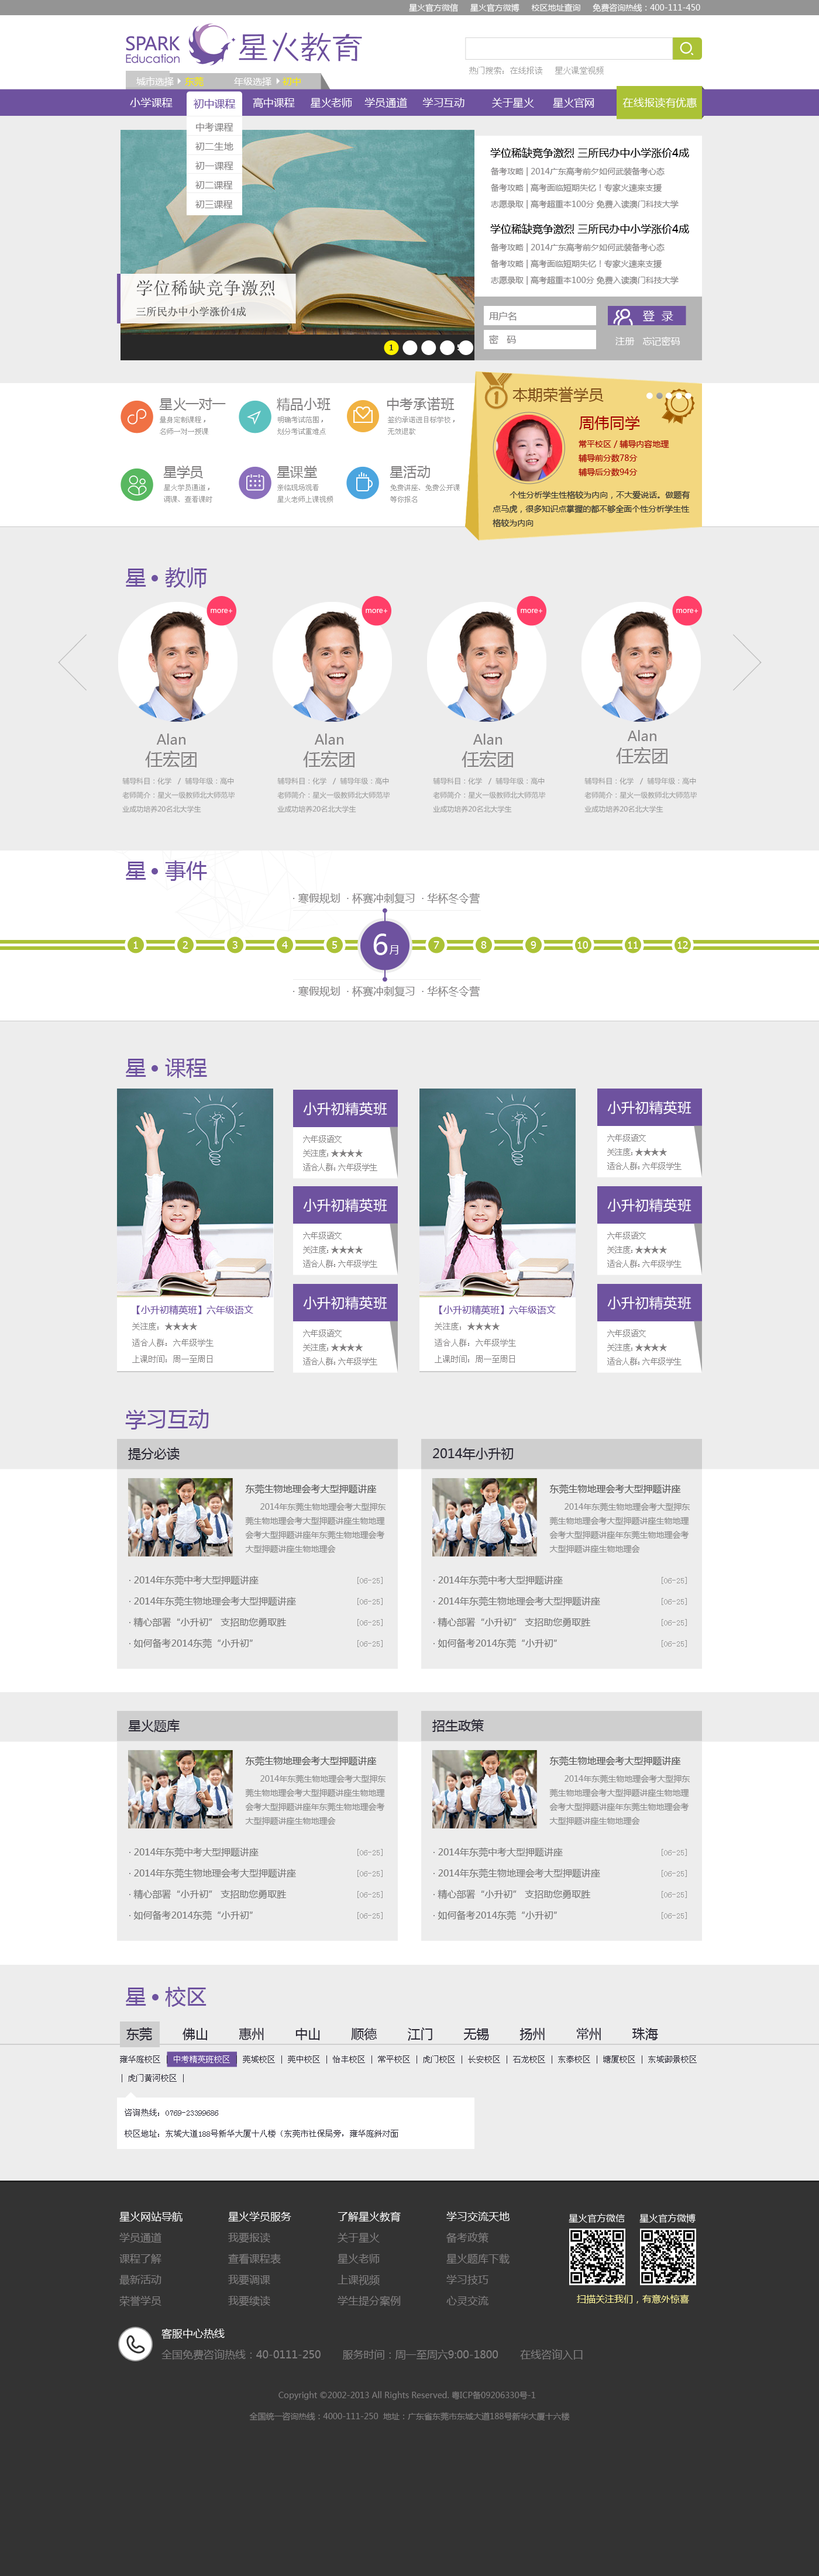 星火官方微信 星火官方微博 校区地址查询 免费咨询热线：400-111-450
SPARK
Education
星火教育
热门搜索：在线报读 星火课堂视频
城市选择 东莞 年级选择 初中
小学课程 初中课程 高中课程 星火老师 学员通道 学习互动 关于星火 星火官网 在线报读有优惠
中考课程
初二生地
初一课程
初二课程
初三课程
学位稀缺竞争激烈
三所民办中小学涨价4成
1
学位稀缺竞争激烈 三所民办中小学涨价4成
备考攻略 | 2014广东高考前夕如何武装备考心态
备考攻略 | 高考面临短期失忆！专家火速来支援
志愿录取 | 高考超重本100分 免费入读澳门科技大学
学位稀缺竞争激烈 三所民办中小学涨价4成
备考攻略 | 2014广东高考前夕如何武装备考心态
备考攻略 | 高考面临短期失忆！专家火速来支援
志愿录取 | 高考超重本100分 免费入读澳门科技大学
用户名
登 录
密 码
注册 忘记密码
星火一对一
量身定制课程，
名师一对一授课
精品小班
明确考试范围，
划分考试重难点
中考承诺班
签约承诺进目标学校，
无效退款
星学员
星火学员通道，
调课、查看课时
星课堂
亲临现场观看
星火老师上课视频
星活动
免费讲座、免费公开课
等你报名
1
本期荣誉学员
周伟同学
常平校区 / 辅导内容地理
辅导前分数78分
辅导后分数94分
个性分析学生性格较为内向，不大爱说话。做题有
点马虎，很多知识点掌握的都不够全面个性分析学生性
格较为内向
星•教师
more+ more+ more+ more+
Alan Alan Alan Alan
任宏团 任宏团 任宏团 任宏团
辅导科目：化学 / 辅导年级：高中
老师简介：星火一级教师北大师范毕
业成功培养20名北大学生
辅导科目：化学 / 辅导年级：高中
老师简介：星火一级教师北大师范毕
业成功培养20名北大学生
辅导科目：化学 / 辅导年级：高中
老师简介：星火一级教师北大师范毕
业成功培养20名北大学生
辅导科目：化学 / 辅导年级：高中
老师简介：星火一级教师北大师范毕
业成功培养20名北大学生
星•事件
· 寒假规划 · 杯赛冲刺复习 · 华杯冬令营
1 2 3 4 5 6月 7 8 9 10 11 12
· 寒假规划 · 杯赛冲刺复习 · 华杯冬令营
星•课程
【小升初精英班】六年级语文
关注度：★★★★
适合人群：六年级学生
上课时间：周一至周日
小升初精英班
六年级语文
关注度：★★★★
适合人群：六年级学生
小升初精英班
六年级语文
关注度：★★★★
适合人群：六年级学生
小升初精英班
六年级语文
关注度：★★★★
适合人群：六年级学生
【小升初精英班】六年级语文
关注度：★★★★
适合人群：六年级学生
上课时间：周一至周日
小升初精英班
六年级语文
关注度：★★★★
适合人群：六年级学生
小升初精英班
六年级语文
关注度：★★★★
适合人群：六年级学生
小升初精英班
六年级语文
关注度：★★★★
适合人群：六年级学生
学习互动
提分必读
东莞生物地理会考大型押题讲座
2014年东莞生物地理会考大型押东
莞生物地理会考大型押题讲座生物地理
会考大型押题讲座年东莞生物地理会考
大型押题讲座生物地理会
· 2014年东莞中考大型押题讲座 [06-25]
· 2014年东莞生物地理会考大型押题讲座 [06-25]
· 精心部署“小升初” 支招助您勇取胜 [06-25]
· 如何备考2014东莞“小升初” [06-25]
2014年小升初
东莞生物地理会考大型押题讲座
2014年东莞生物地理会考大型押东
莞生物地理会考大型押题讲座生物地理
会考大型押题讲座年东莞生物地理会考
大型押题讲座生物地理会
· 2014年东莞中考大型押题讲座 [06-25]
· 2014年东莞生物地理会考大型押题讲座 [06-25]
· 精心部署“小升初” 支招助您勇取胜 [06-25]
· 如何备考2014东莞“小升初” [06-25]
星火题库
东莞生物地理会考大型押题讲座
2014年东莞生物地理会考大型押东
莞生物地理会考大型押题讲座生物地理
会考大型押题讲座年东莞生物地理会考
大型押题讲座生物地理会
· 2014年东莞中考大型押题讲座 [06-25]
· 2014年东莞生物地理会考大型押题讲座 [06-25]
· 精心部署“小升初” 支招助您勇取胜 [06-25]
· 如何备考2014东莞“小升初” [06-25]
招生政策
东莞生物地理会考大型押题讲座
2014年东莞生物地理会考大型押东
莞生物地理会考大型押题讲座生物地理
会考大型押题讲座年东莞生物地理会考
大型押题讲座生物地理会
· 2014年东莞中考大型押题讲座 [06-25]
· 2014年东莞生物地理会考大型押题讲座 [06-25]
· 精心部署“小升初” 支招助您勇取胜 [06-25]
· 如何备考2014东莞“小升初” [06-25]
星•校区
东莞 佛山 惠州 中山 顺德 江门 无锡 扬州 常州 珠海
雍华庭校区 中考精英班校区 莞城校区 | 莞中校区 | 怡丰校区 | 常平校区 | 虎门校区 | 长安校区 | 石龙校区 | 东泰校区 | 塘厦校区 | 东城御景校区
| 虎门黄河校区 |
咨询热线：0769-23399686
校区地址：东城大道188号新华大厦十八楼（东莞市社保局旁，雍华庭斜对面
星火网站导航 星火学员服务 了解星火教育 学习交流天地 星火官方微信 星火官方微博
学员通道 我要报读 关于星火 备考政策
课程了解 查看课程表 星火老师 星火题库下载
最新活动 我要调课 上课视频 学习技巧
荣誉学员 我要续读 学生提分案例 心灵交流
扫描关注我们，有意外惊喜
客服中心热线
全国免费咨询热线：40-0111-250 服务时间：周一至周六9:00-1800 在线咨询入口
Copyright ©2002-2013 All Rights Reserved. 粤ICP备09206330号-1
全国统一咨询热线：4000-111-250 地址：广东省东莞市东城大道188号新华大厦十六楼